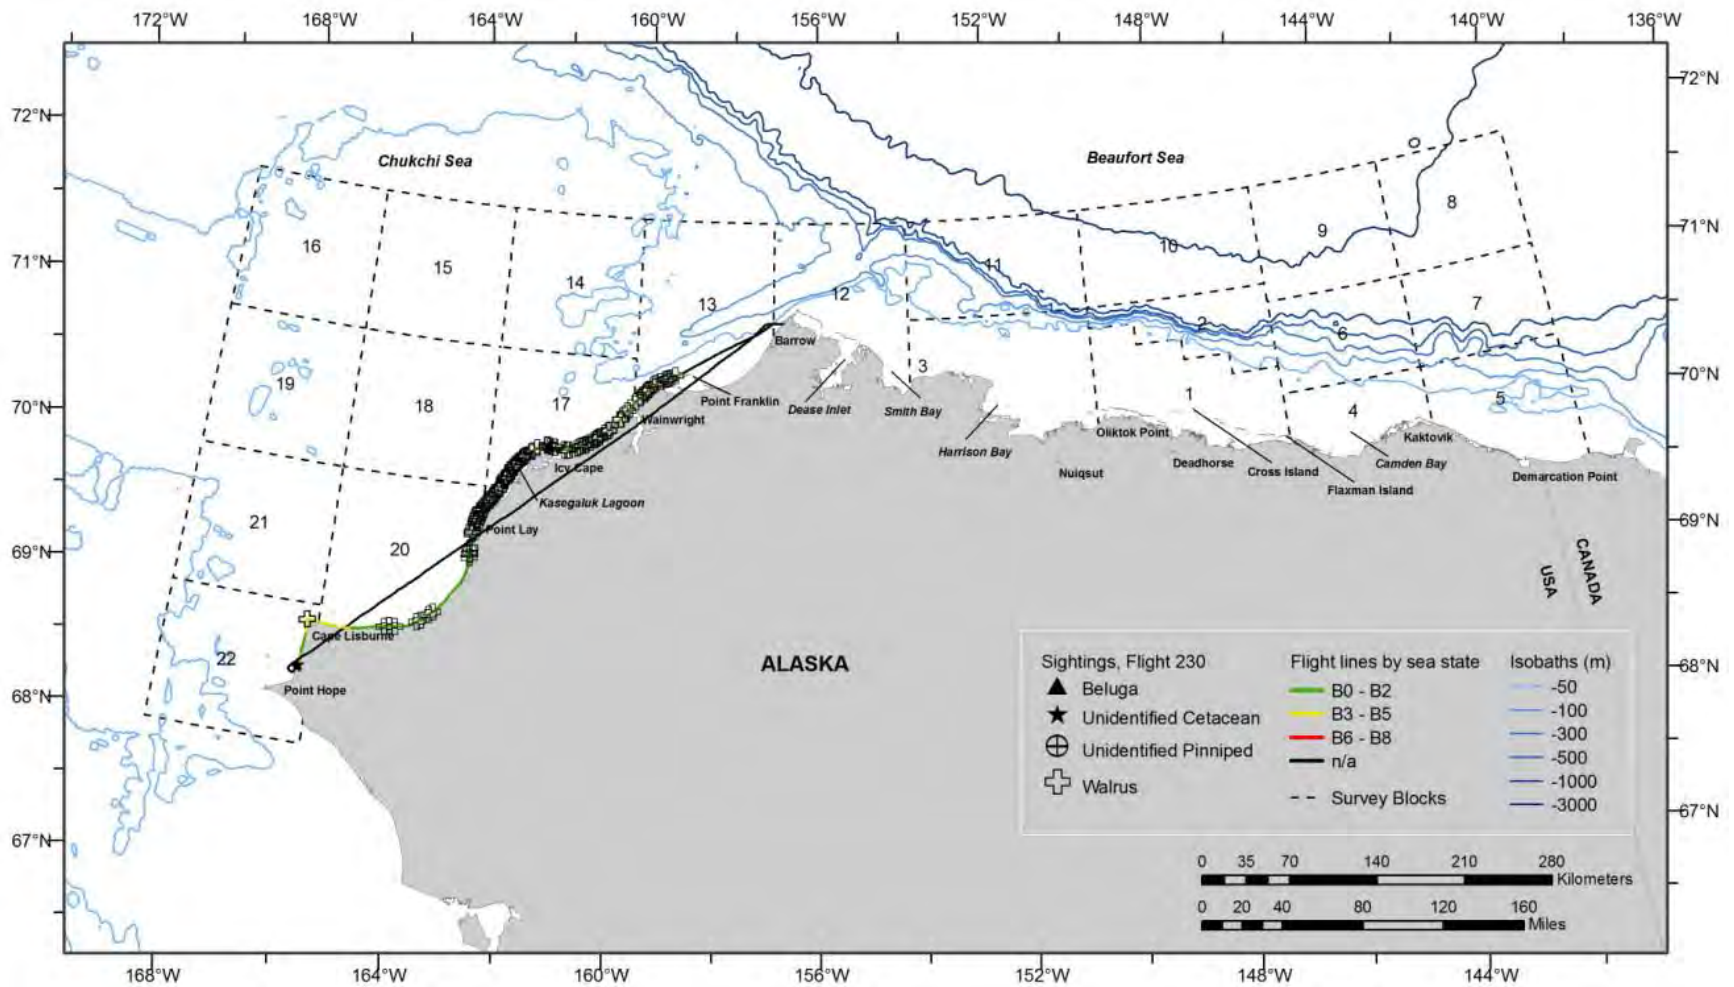 172°W 168°W 164°W 160°W 156°W 152°W 148°W 144°W 140°W 136°W
72°N 72°N
Chukchi Sea Beaufort Sea
8
9
16 15 10
71°N 71°N
14 11
13 12 7
2 6
Barrow
19 3 70°N
Point Franklin
18 17 1 5
70°N
Dease Inlet Smith Bay 4
Wainwright
Oliktok Point Kaktovik
Harrison Bay
Icy Cape Nuiqsut Deadhorse Cross Island Camden Bay
Flaxman Island Demarcation Point
Kasegaluk Lagoon
21 Point Lay 69°N
20
69°N
USA CANADA
Cape Lisburne
22 ALASKA
68°N 68°N
Point Hope
Sightings, Flight 230
Beluga
Unidentified Cetacean
Unidentified Pinniped
Walrus
Flight lines by sea state
B0 - B2
B3 - B5
B6 - B8
n/a
Survey Blocks
Isobaths (m)
-50
-100
-300
-500
-1000
-3000
67°N 67°N
0 35 70 140 210 280
Kilometers
0 20 40 80 120 160
Miles
168°W 164°W 160°W 156°W 152°W 148°W 144°W